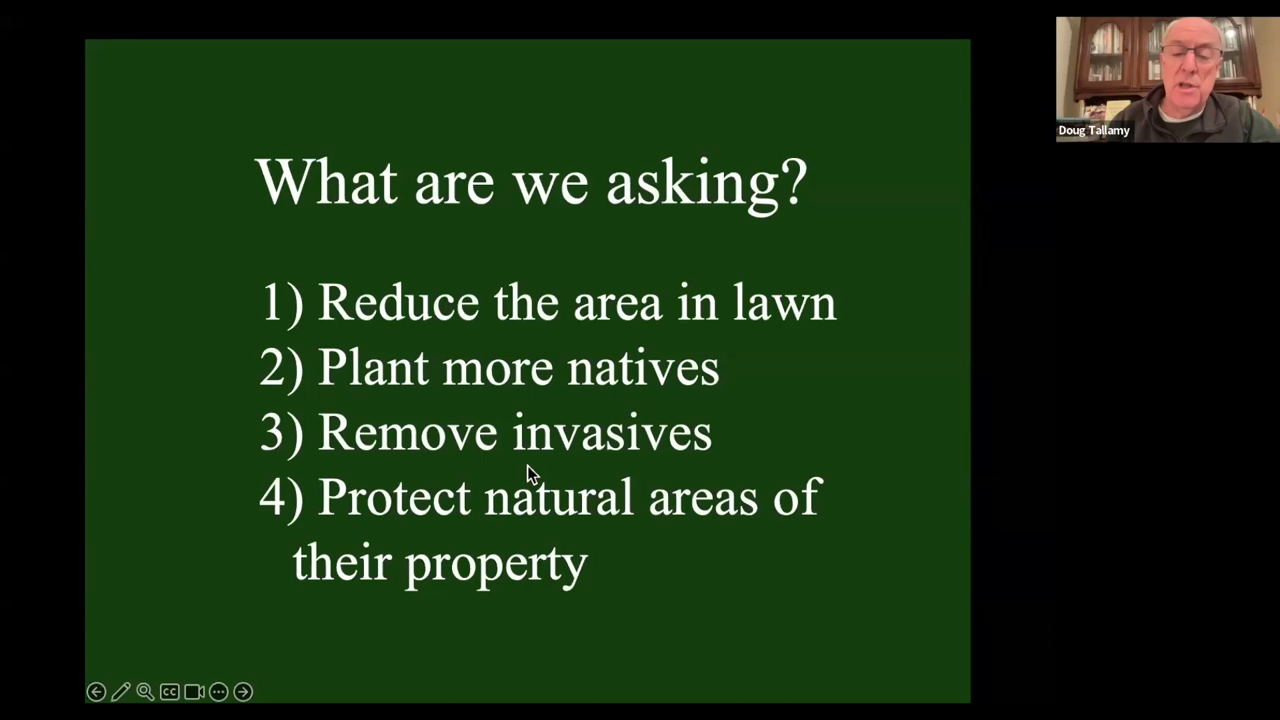 What are we asking?
1) Reduce the area in lawn
2) Plant more natives
3) Remove invasives
4) Protect natural areas of
their property
Doug Tallamy
CC